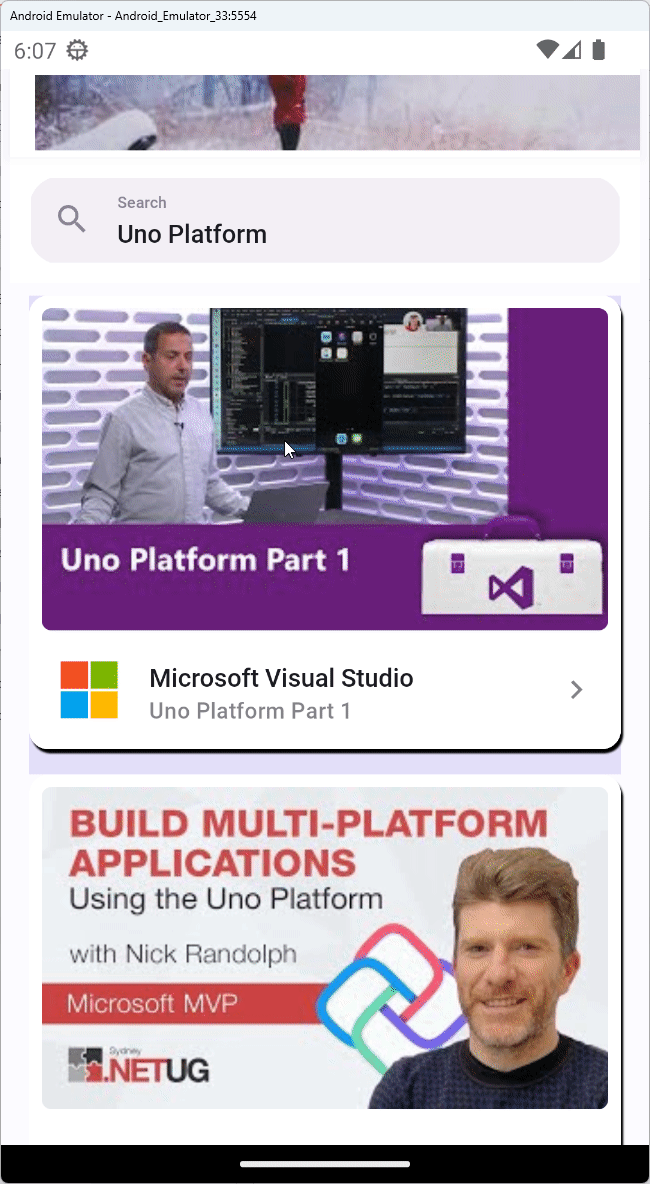 Android Emulator - Android_Emulator_33:5554
6:07
Search
Uno Platform
Uno Platform Part 1
Microsoft Visual Studio
Uno Platform Part 1
BUILD MULTI-PLATFORM
APPLICATIONS
Using the Uno Platform
with Nick Randolph
Microsoft MVP
Sydney
.NETUG